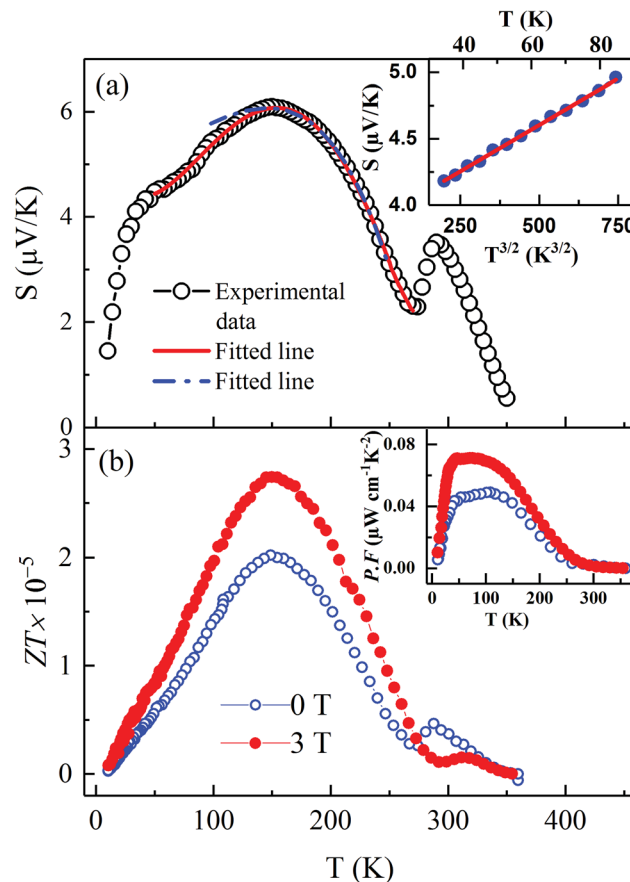 T (K)
40 60 80
(a)
S (μV/K)
5.0
4.5
4.0
S (μV/K)
250 500 750
T3/2 (K3/2)
6
4
2
0
Experimental
data
Fitted line
Fitted line
(b)
ZT× 10−5
3
2
1
0
P.F (μW cm-1K-2)
0.08
0.04
0.00
0 100 200 300
T (K)
0 T
3 T
0 100 200 300 400
T (K)